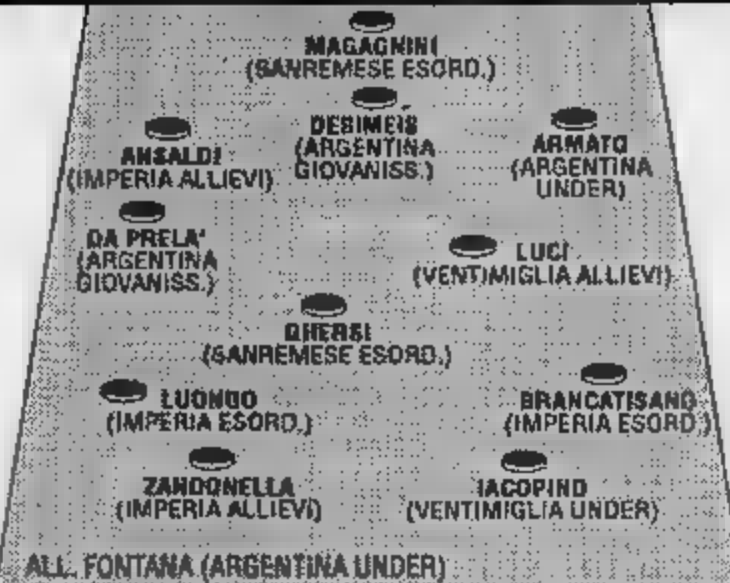 MAGAGNINI
(SANREMESE ESORD.)
DESIMEIS
(ARGENTINA
GIOVANISS.)
ANSALDI
(IMPERIA ALLIEVI)
ARMATO
(ARGENTINA
UNDER)
DA PRELA'
(ARGENTINA
GIOVANISS.)
LUCI
(VENTIMIGLIA ALLIEVI)
GHERSI
(SANREMESE ESORD.)
LUONGO
(IMPERIA ESORD.)
BRANCATISANO
(IMPERIA ESORD.)
ZANDONELLA
(IMPERIA ALLIEVI)
IACOPINO
(VENTIMIGLIA UNDER)
ALL. FONTANA (ARGENTINA UNDER)